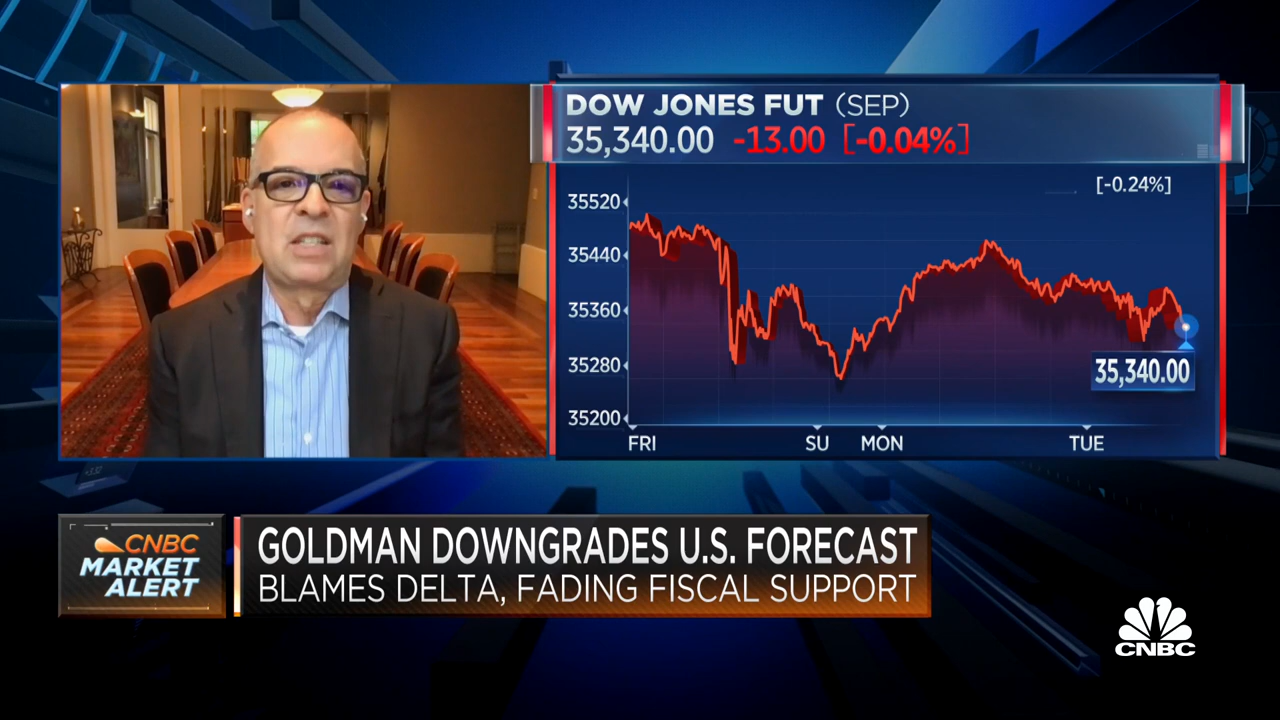 DOW JONES FUT (SEP)
35,340.00 -13.00 [-0.04%]
[-0.24%]
35520
35440
35360
35280
35200
35,340.00
FRI SU MON TUE
CNBC
MARKET
ALERT
GOLDMAN DOWNGRADES U.S. FORECAST
BLAMES DELTA, FADING FISCAL SUPPORT
CNBC